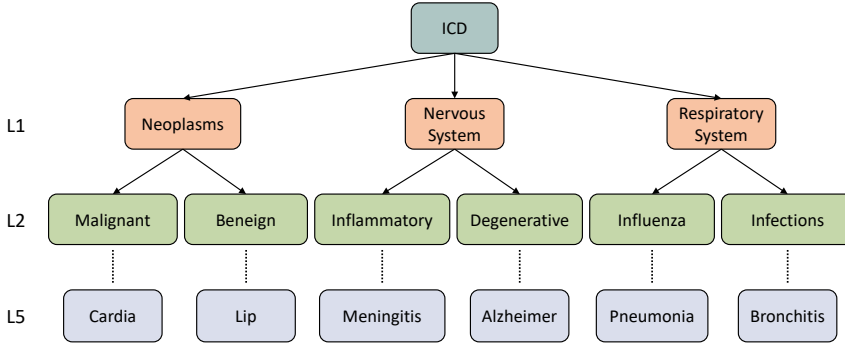 ICD
L1
Neoplasms
Nervous
System
Respiratory
System
L2
Malignant
Beneign
Inflammatory
Degenerative
Influenza
Infections
L5
Cardia
Lip
Meningitis
Alzheimer
Pneumonia
Bronchitis